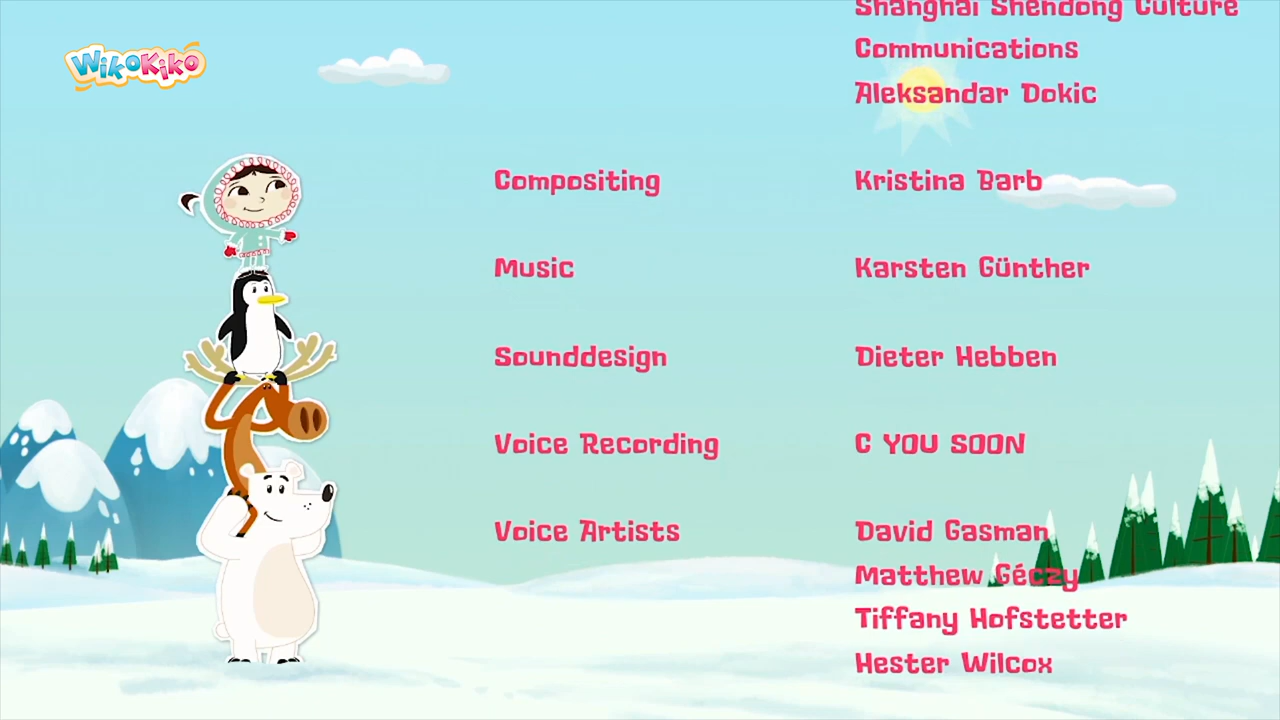 WikoKiko
Shanghai Shendong Culture
Communications
Aleksandar Dokic
Compositing Kristina Barb
Music Karsten Günther
Sounddesign Dieter Hebben
Voice Recording C YOU SOON
Voice Artists David Gasman
Matthew Géczy
Tiffany Hofstetter
Hester Wilcox